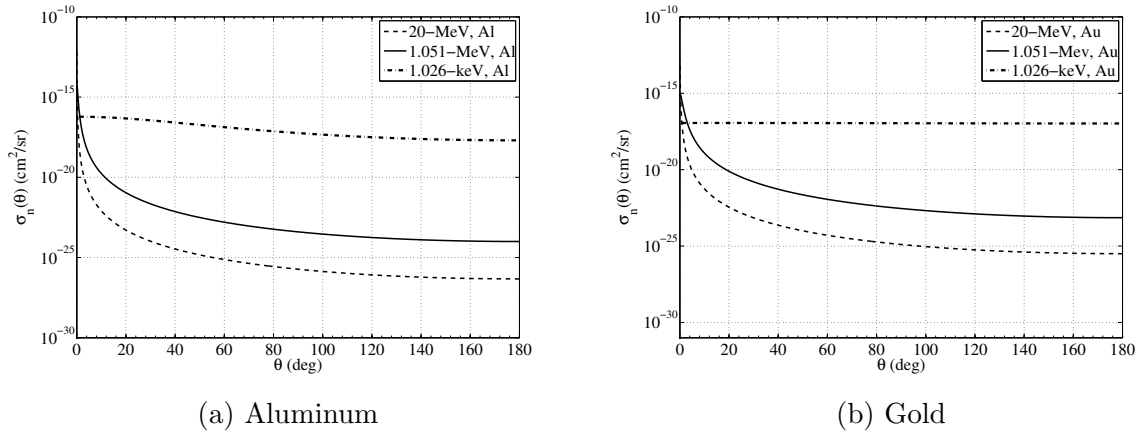 10⁻¹⁰
10⁻¹⁵
10⁻²⁰
10⁻²⁵
10⁻³⁰
σₙ(θ) (cm²/sr)
20−MeV, Al
1.051−MeV, Al
1.026−keV, Al
0 20 40 60 80 100 120 140 160 180
θ (deg)
(a) Aluminum
10⁻¹⁰
10⁻¹⁵
10⁻²⁰
10⁻²⁵
10⁻³⁰
σₙ(θ) (cm²/sr)
20−MeV, Au
1.051−Mev, Au
1.026−keV, Au
0 20 40 60 80 100 120 140 160 180
θ (deg)
(b) Gold